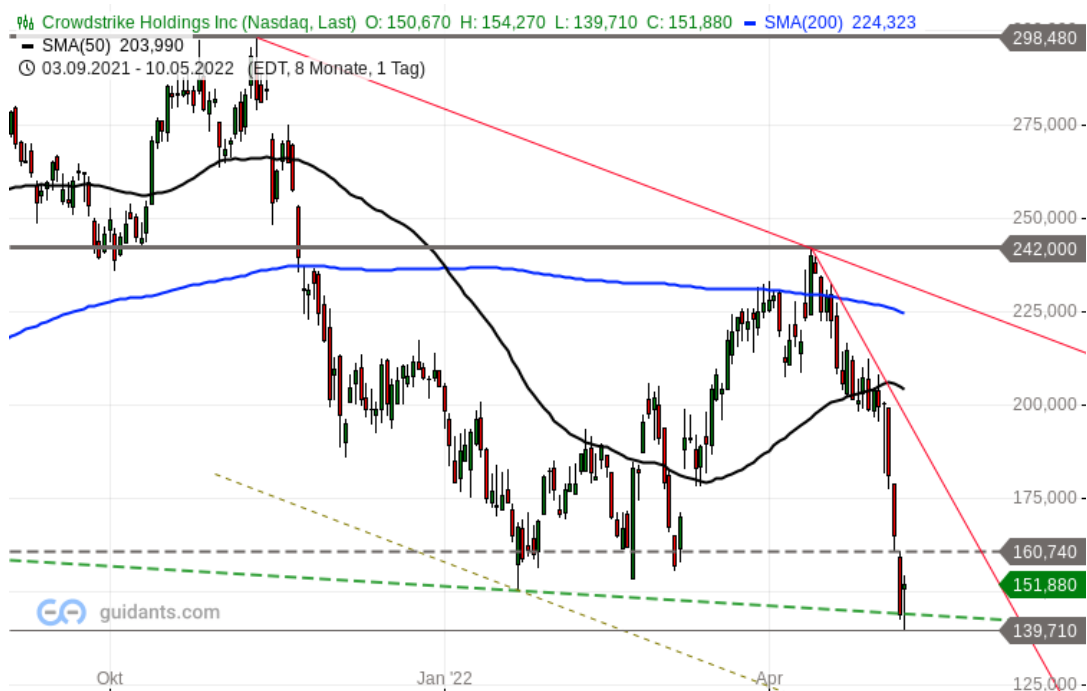 Crowdstrike Holdings Inc (Nasdaq, Last) O: 150,670 H: 154,270 L: 139,710 C: 151,880 SMA(200) 224,323
SMA(50) 203,990
03.09.2021 - 10.05.2022 (EDT, 8 Monate, 1 Tag)
298,480
275,000
250,000
242,000
225,000
200,000
175,000
160,740
151,880
139,710
125,000
guidants.com
Okt
Jan '22
Apr